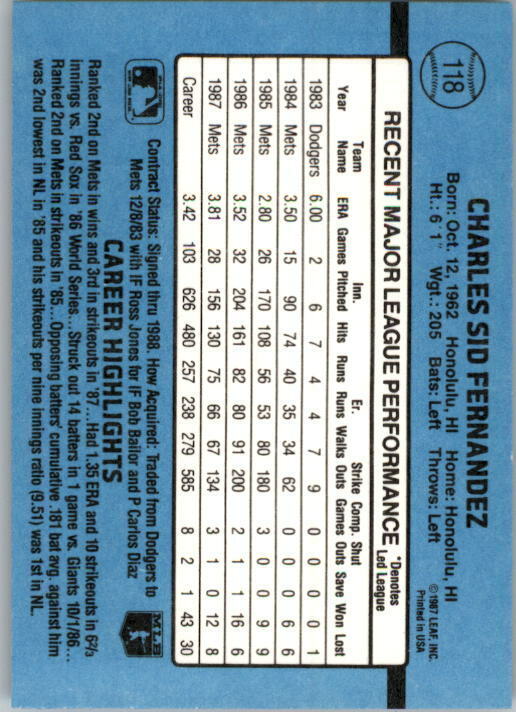 118
CHARLES SID FERNANDEZ
Born: Oct. 12, 1962 Honolulu, HI Home: Honolulu, HI
Ht.: 6'1" Wgt.: 205 Bats: Left Throws: Left
©1987 LEAF, INC.
Printed in USA
RECENT MAJOR LEAGUE PERFORMANCE
*Denotes
Led League
Team Inn. Er. Strike Comp. Shut
Year Name ERA Games Pitched Hits Runs Runs Walks Outs Games Outs Save Won Lost
1983 Dodgers 6.00 2 6 7 4 4 7 9 0 0 0 0 1
1984 Mets 3.50 15 90 74 40 35 34 62 0 0 0 6 6
1985 Mets 2.80 26 170 108 56 53 80 180 3 0 0 9 9
1986 Mets 3.52 32 204 161 82 80 91 200 2 1 1 16 6
1987 Mets 3.81 28 156 130 75 66 67 134 3 1 0 12 8
Career 3.42 103 626 480 257 238 279 585 8 2 1 43 30
Contract Status: Signed thru 1988. How Acquired: Traded from Dodgers to
Mets 12/8/83 with IF Ross Jones for IF Bob Bailor and P Carlos Diaz
MLB
CAREER HIGHLIGHTS
Ranked 2nd on Mets in wins and 3rd in strikeouts in '87...Had 1.35 ERA and 10 strikeouts in 6⅔
innings vs. Red Sox in '86 World Series...Struck out 14 batters in 1 game vs. Giants 10/1/86...
Ranked 2nd on Mets in strikeouts in '85...Opposing batters' cumulative .181 bat avg. against him
was 2nd lowest in NL in '85 and his strikeouts per nine innings ratio (9.51) was 1st in NL.